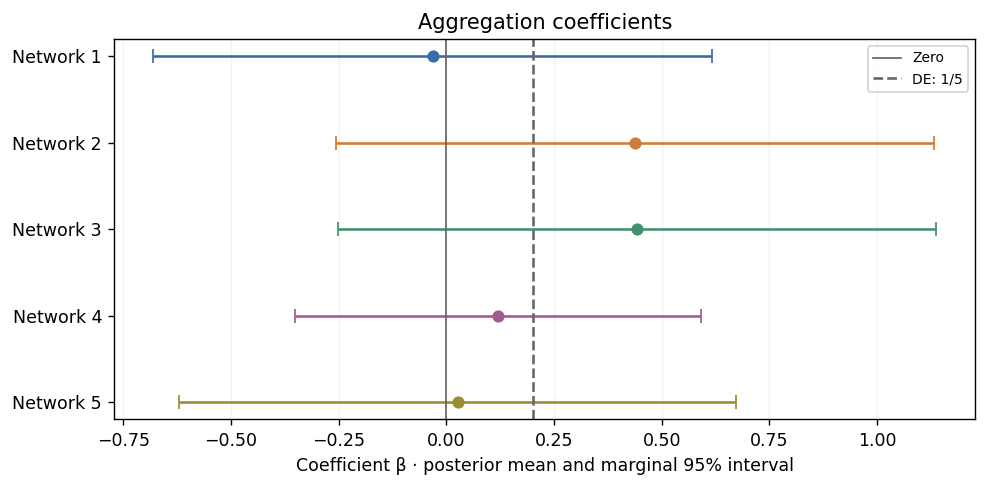 Aggregation coefficients
Network 1
Network 2
Network 3
Network 4
Network 5
Zero
DE: 1/5
−0.75 −0.50 −0.25 0.00 0.25 0.50 0.75 1.00
Coefficient β · posterior mean and marginal 95% interval